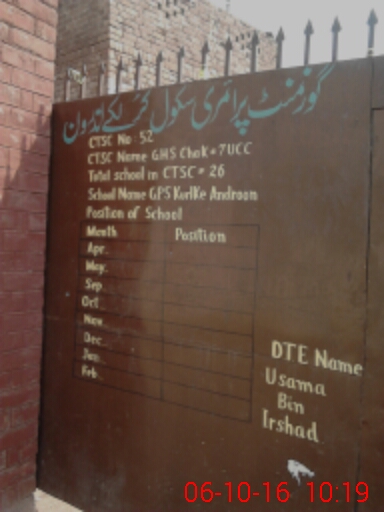 گورنمنٹ پرائمری سکول کڑلکے اندرون
CTSC No 52
CTSC Name GHS Chak # 7UCC
Total school in CTSC # 26
School Name GPS Kurlke Androon
Position of School
Month Position
Apr.
May.
Sep.
Oct.
Nov.
Dec.
Jan.
Feb.
DTE Name
Usama
Bin
Irshad
06-10-16 10:19